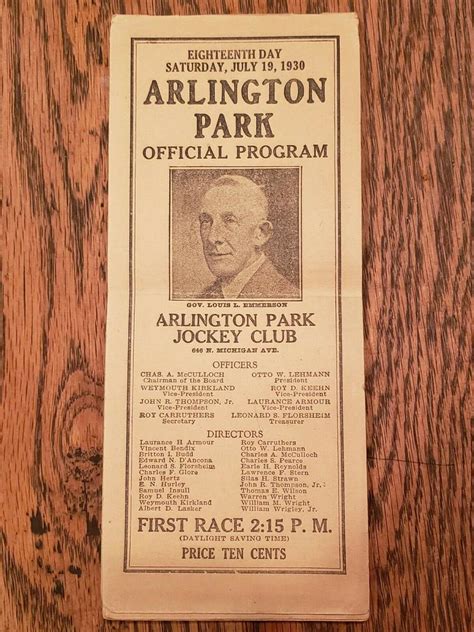 EIGHTEENTH DAY
SATURDAY, JULY 19, 1930
ARLINGTON
PARK
OFFICIAL PROGRAM
GOV. LOUIS L. EMMERSON
ARLINGTON PARK
JOCKEY CLUB
646 N. MICHIGAN AVE.
OFFICERS
CHAS. A. McCULLOCH
Chairman of the Board
WEYMOUTH KIRKLAND
Vice-President
JOHN R. THOMPSON, Jr.
Vice-President
ROY CARRUTHERS
Secretary
OTTO W. LEHMANN
President
ROY D. KEEHN
Vice-President
LAURANCE ARMOUR
Vice-President
LEONARD S. FLORSHEIM
Treasurer
DIRECTORS
Laurance H. Armour
Vincent Bendix
Britton I. Budd
Edward N. D'Ancona
Leonard S. Florsheim
Charles F. Glore
John Hertz
E. N. Hurley
Samuel Insull
Roy D. Keehn
Weymouth Kirkland
Albert D. Lasker
Roy Carruthers
Otto W. Lehmann
Charles A. McCulloch
Charles S. Pearce
Earle H. Reynolds
Lawrence F. Stern
Silas H. Strawn
John R. Thompson, Jr.
Thomas E. Wilson
Warren Wright
William M. Wright
William Wrigley, Jr.
FIRST RACE 2:15 P. M.
(DAYLIGHT SAVING TIME)
PRICE TEN CENTS